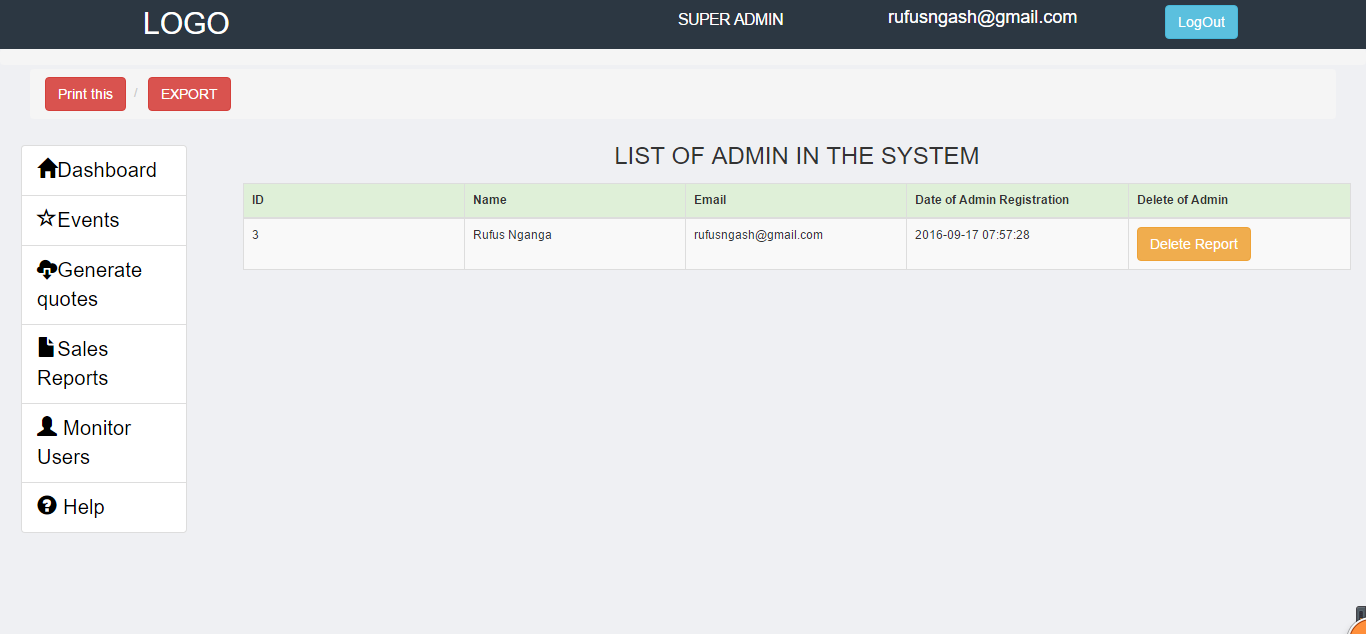 LOGO SUPER ADMIN rufusngash@gmail.com LogOut
Print this / EXPORT
LIST OF ADMIN IN THE SYSTEM
Dashboard
Events
Generate
quotes
Sales
Reports
Monitor
Users
Help
ID Name Email Date of Admin Registration Delete of Admin
3 Rufus Nganga rufusngash@gmail.com 2016-09-17 07:57:28 Delete Report